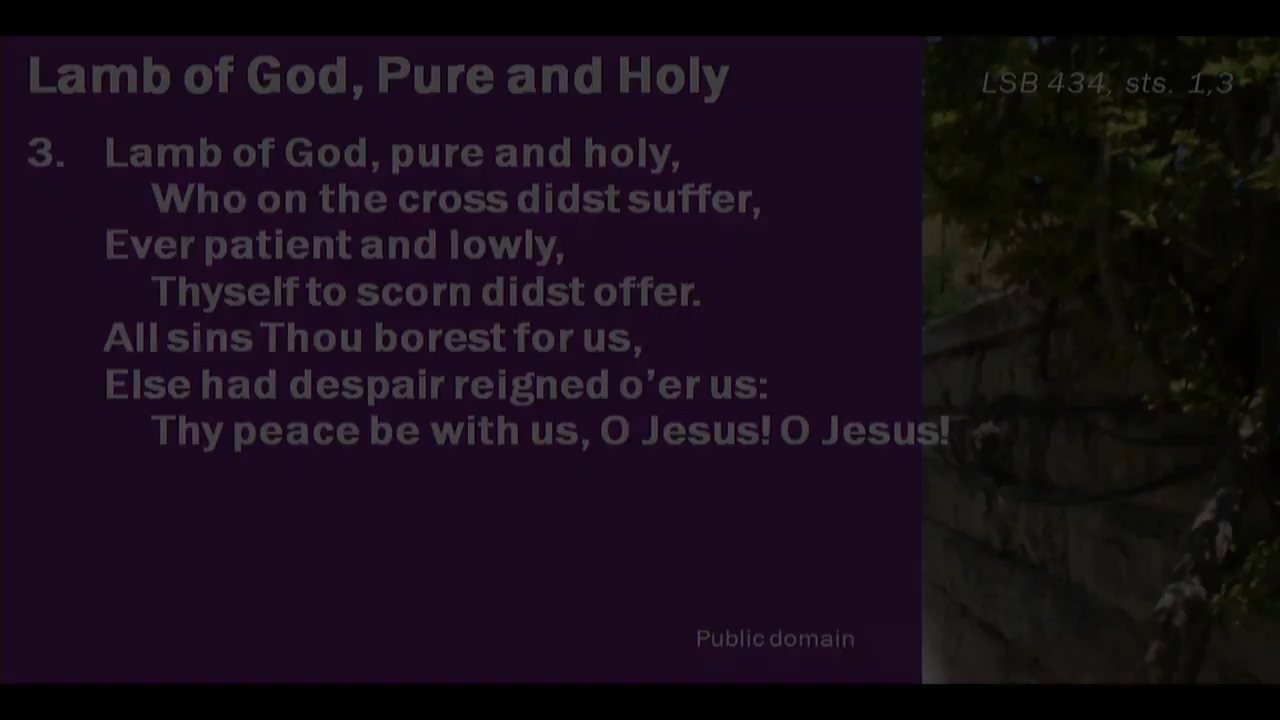 Lamb of God, Pure and Holy
LSB 434, sts. 1,3
3. Lamb of God, pure and holy,
Who on the cross didst suffer,
Ever patient and lowly,
Thyself to scorn didst offer.
All sins Thou borest for us,
Else had despair reigned o’er us:
Thy peace be with us, O Jesus! O Jesus!
Public domain